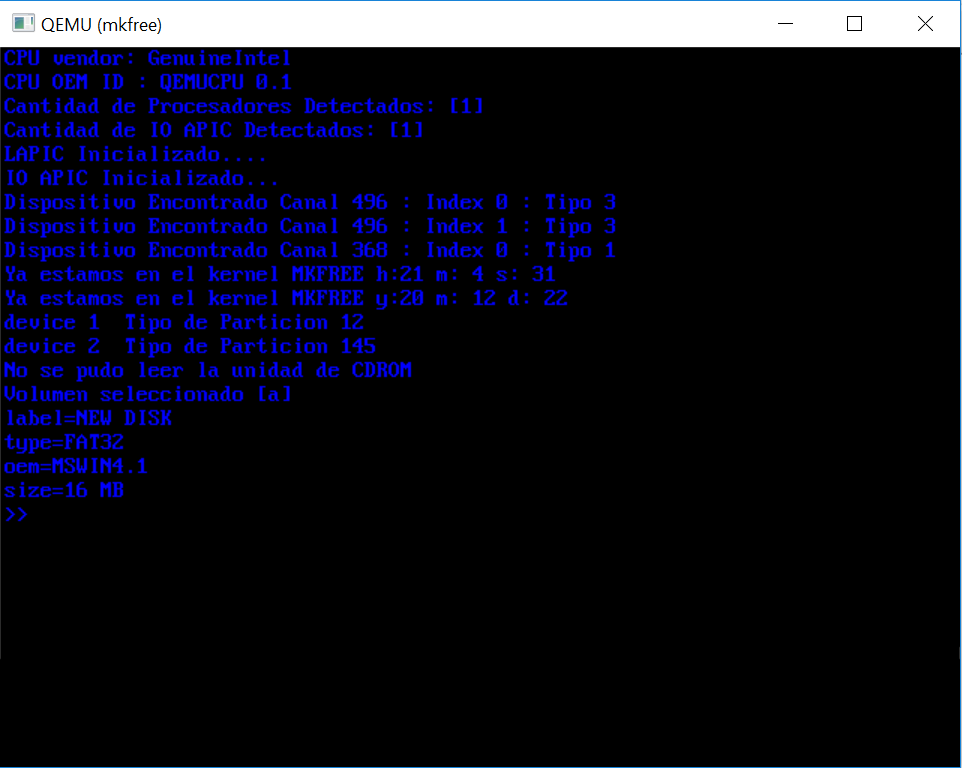 QEMU (mkfree)
CPU vendor: GenuineIntel
CPU OEM ID : QEMUCPU 0.1
Cantidad de Procesadores Detectados: [1]
Cantidad de IO APIC Detectados: [1]
LAPIC Inicializado....
IO APIC Inicializado...
Dispositivo Encontrado Canal 496 : Index 0 : Tipo 3
Dispositivo Encontrado Canal 496 : Index 1 : Tipo 3
Dispositivo Encontrado Canal 368 : Index 0 : Tipo 1
Ya estamos en el kernel MKFREE h:21 m: 4 s: 31
Ya estamos en el kernel MKFREE y:20 m: 12 d: 22
device 1  Tipo de Particion 12
device 2  Tipo de Particion 145
No se pudo leer la unidad de CDROM
Volumen seleccionado [a]
label=NEW DISK
type=FAT32
oem=MSWIN4.1
size=16 MB
>>